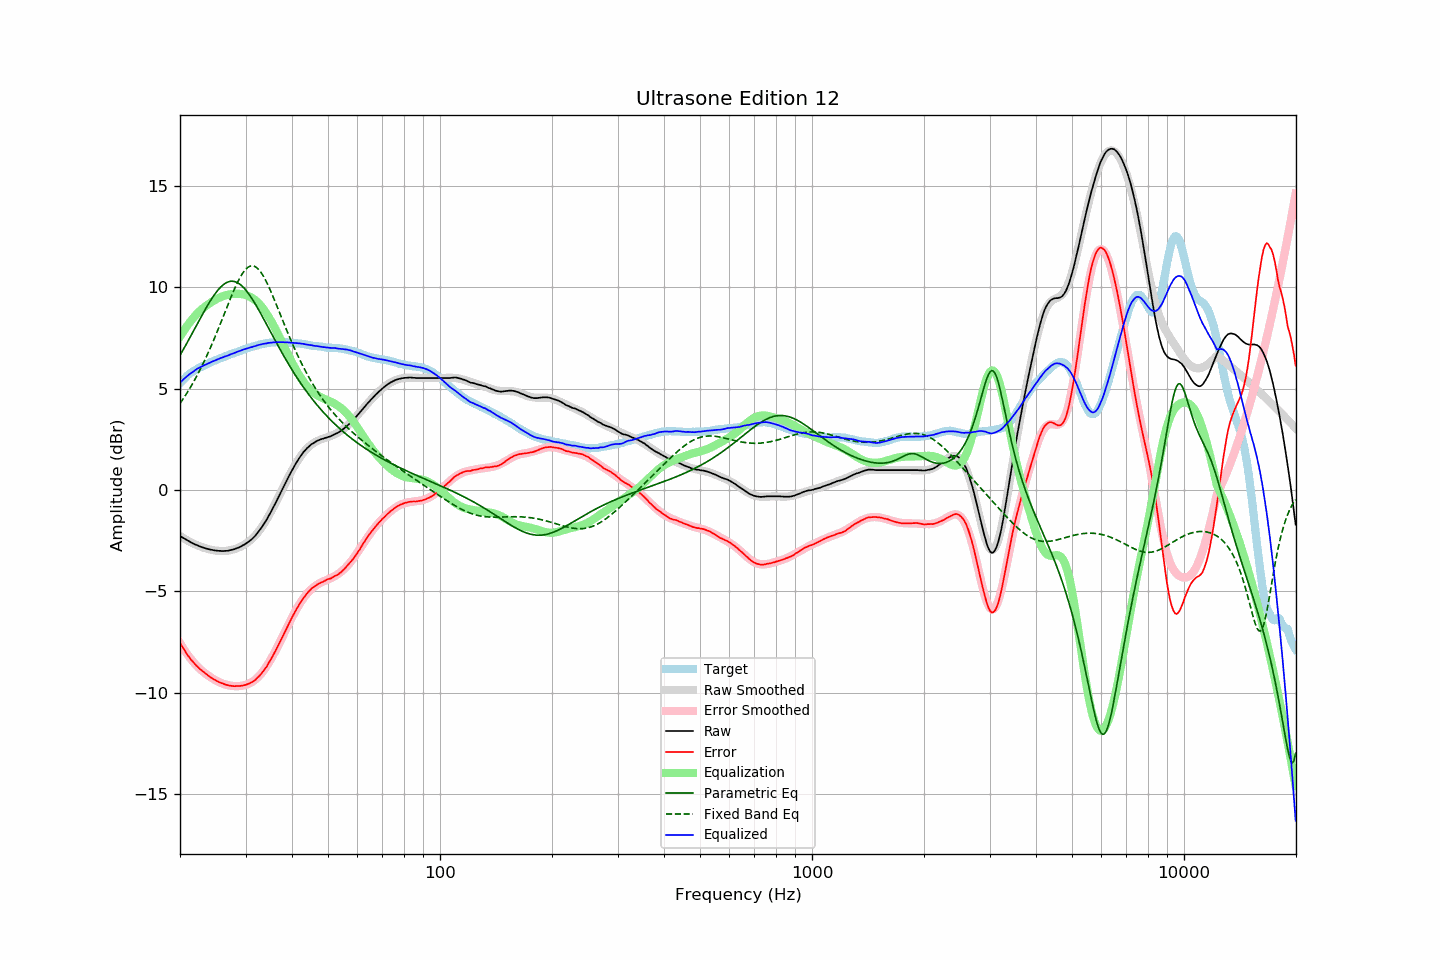 Ultrasone Edition 12
Amplitude (dBr)
15
10
5
0
−5
−10
−15
Target
Raw Smoothed
Error Smoothed
Raw
Error
Equalization
Parametric Eq
Fixed Band Eq
Equalized
100
1000
10000
Frequency (Hz)